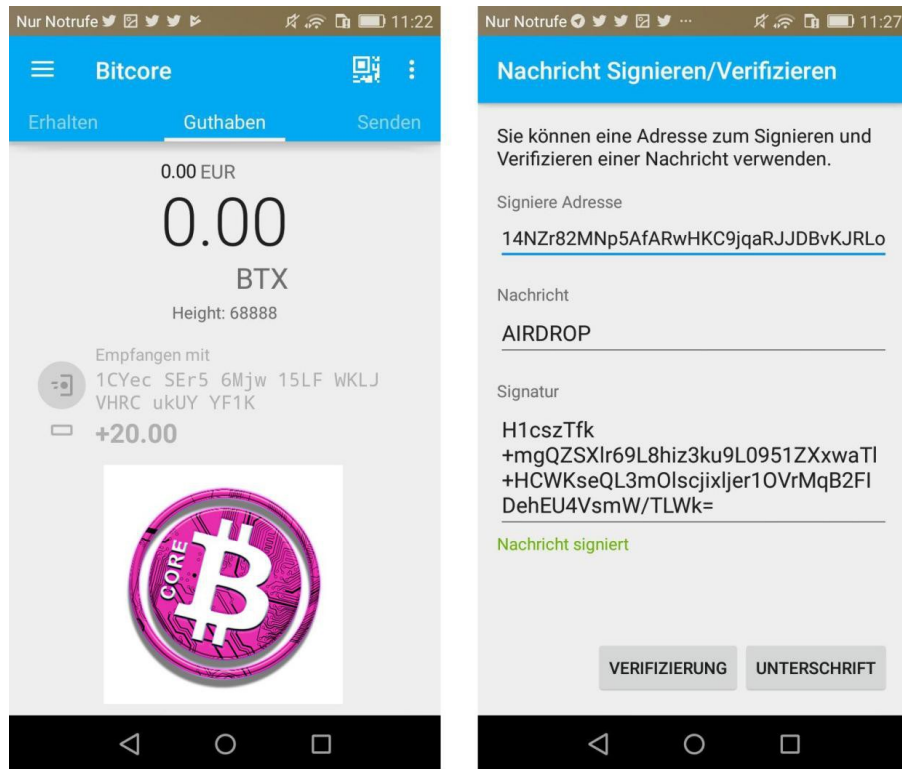 Nur Notrufe 11:22
Bitcore
Erhalten Guthaben Senden
0.00 EUR
0.00
BTX
Height: 68888
Empfangen mit
1CYec SEr5 6Mjw 15LF WKLJ
VHRC ukUY YF1K
+20.00
CORE
B
Nur Notrufe 11:27
Nachricht Signieren/Verifizieren
Sie können eine Adresse zum Signieren und
Verifizieren einer Nachricht verwenden.
Signiere Adresse
14NZr82MNp5AfARwHKC9jqaRJJDBvKJRLo
Nachricht
AIRDROP
Signatur
H1cszTfk
+mgQZSXlr69L8hiz3ku9L0951ZXxwaTl
+HCWKseQL3mOlscjixljer1OVrMqB2FI
DehEU4VsmW/TLWk=
Nachricht signiert
VERIFIZIERUNG UNTERSCHRIFT